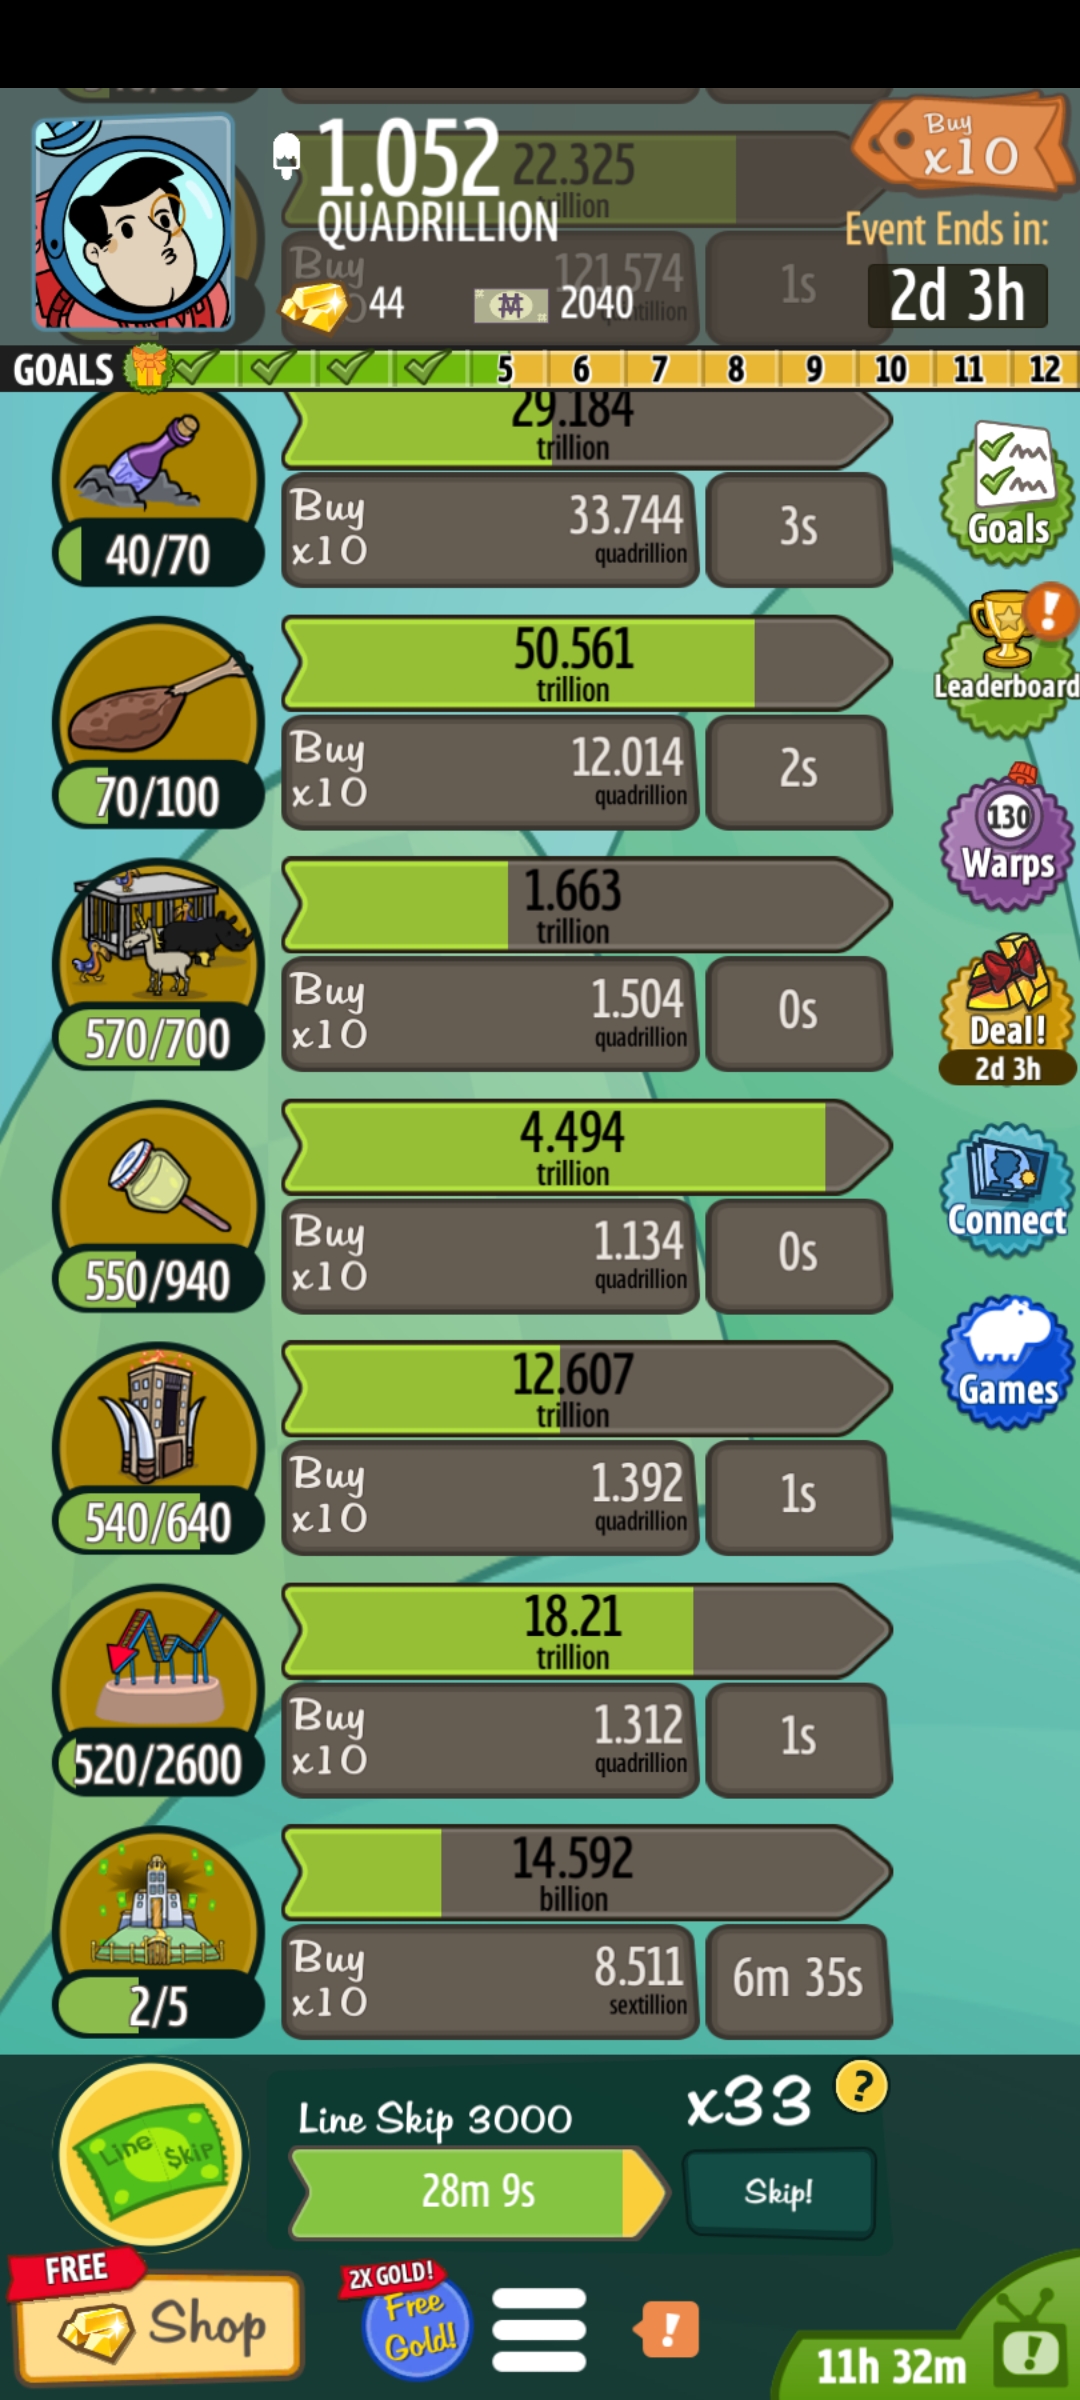 1.052
QUADRILLION
22.325
Buy
x10
Event Ends in:
2d 3h
Buy
121.574
1s
44
2040
GOALS
5 6 7 8 9 10 11 12
29.184
trillion
Buy
x10
33.744
quadrillion
3s
40/70
Goals
50.561
trillion
Buy
x10
12.014
quadrillion
2s
70/100
Leaderboard
1.663
trillion
Buy
x10
1.504
quadrillion
0s
570/700
130
Warps
Deal!
2d 3h
4.494
trillion
Buy
x10
1.134
quadrillion
0s
550/940
Connect
12.607
trillion
Buy
x10
1.392
quadrillion
1s
540/640
Games
18.21
trillion
Buy
x10
1.312
quadrillion
1s
520/2600
14.592
billion
Buy
x10
8.511
sextillion
6m 35s
2/5
Line $kip
Line Skip 3000
x33
?
28m 9s
Skip!
FREE
Shop
2X GOLD!
Free
Gold!
!
11h 32m